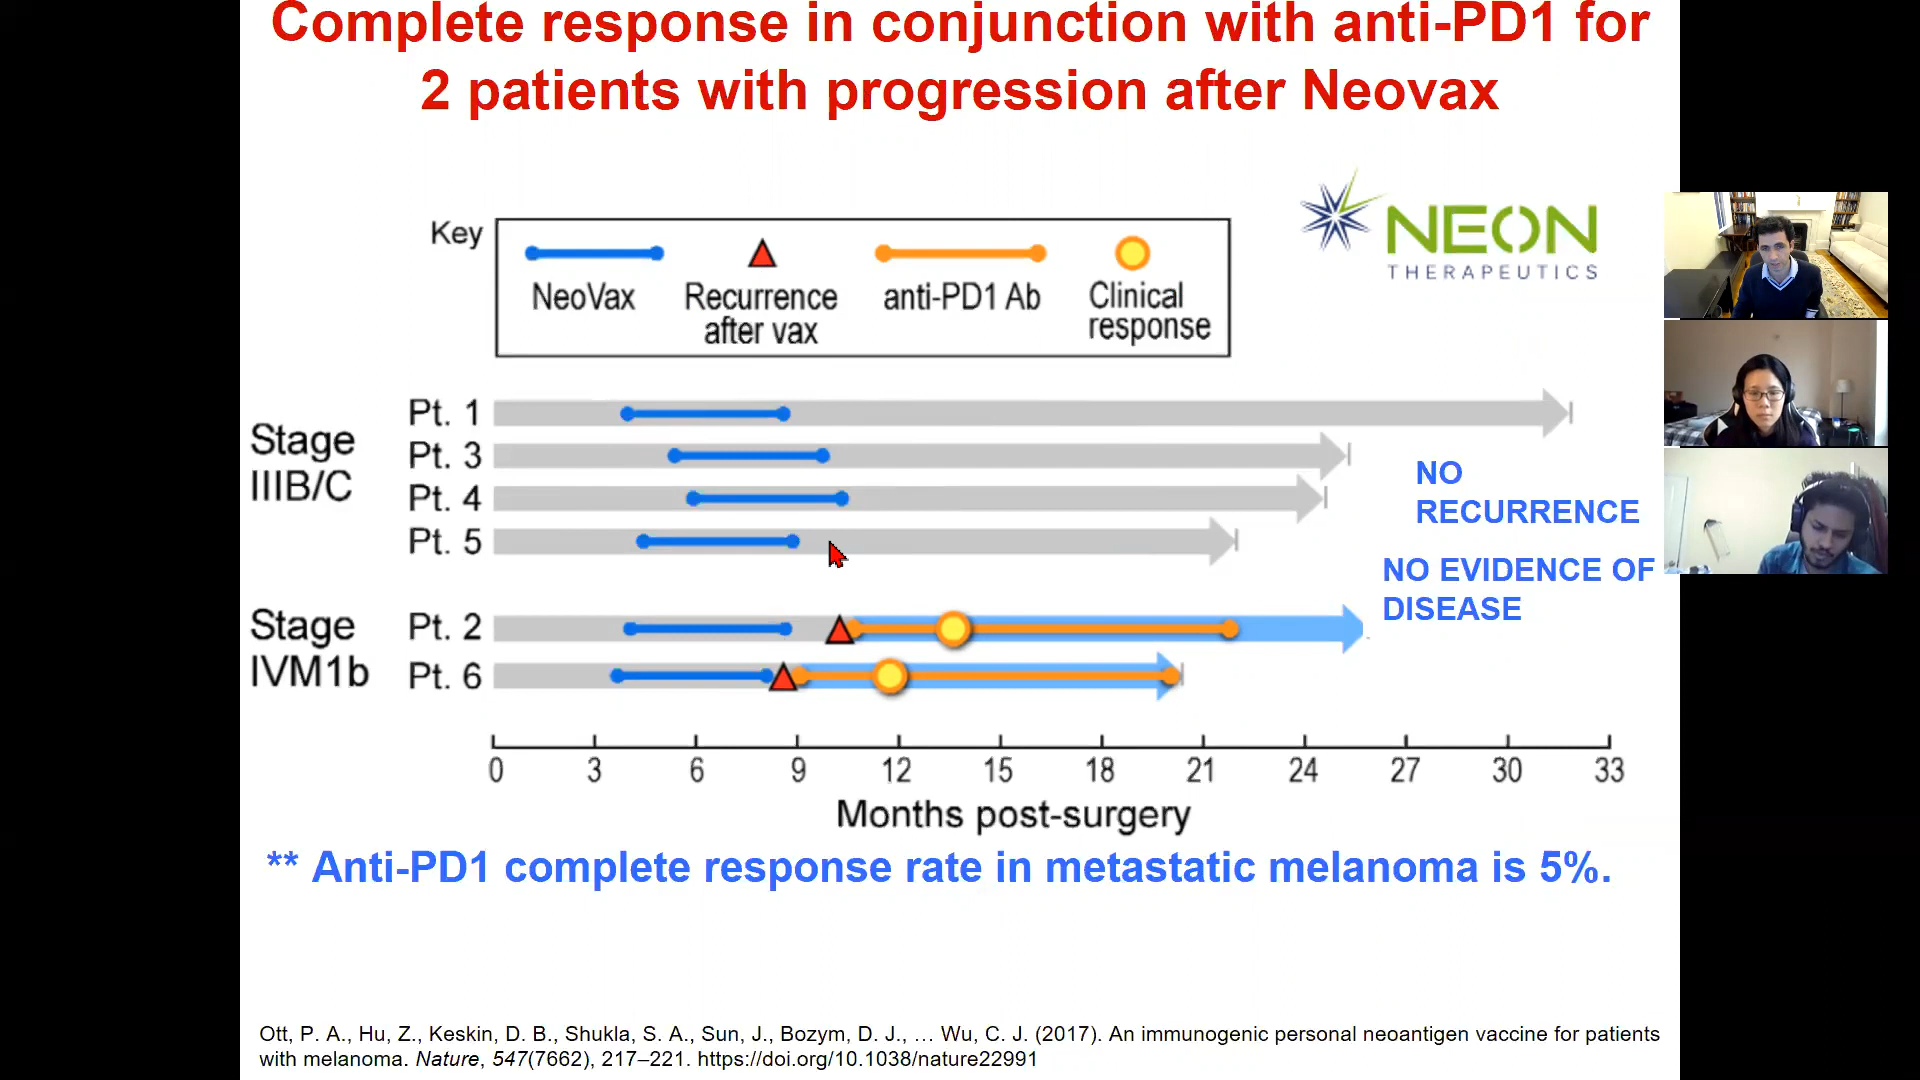 Complete response in conjunction with anti-PD1 for
2 patients with progression after Neovax
NEON
THERAPEUTICS
Key
NeoVax
Recurrence
after vax
anti-PD1 Ab
Clinical
response
Stage
IIIB/C
Pt. 1
Pt. 3
Pt. 4
Pt. 5
NO
RECURRENCE
NO EVIDENCE OF
DISEASE
Stage
IVM1b
Pt. 2
Pt. 6
0 3 6 9 12 15 18 21 24 27 30 33
Months post-surgery
** Anti-PD1 complete response rate in metastatic melanoma is 5%.
Ott, P. A., Hu, Z., Keskin, D. B., Shukla, S. A., Sun, J., Bozym, D. J., … Wu, C. J. (2017). An immunogenic personal neoantigen vaccine for patients
with melanoma. Nature, 547(7662), 217–221. https://doi.org/10.1038/nature22991